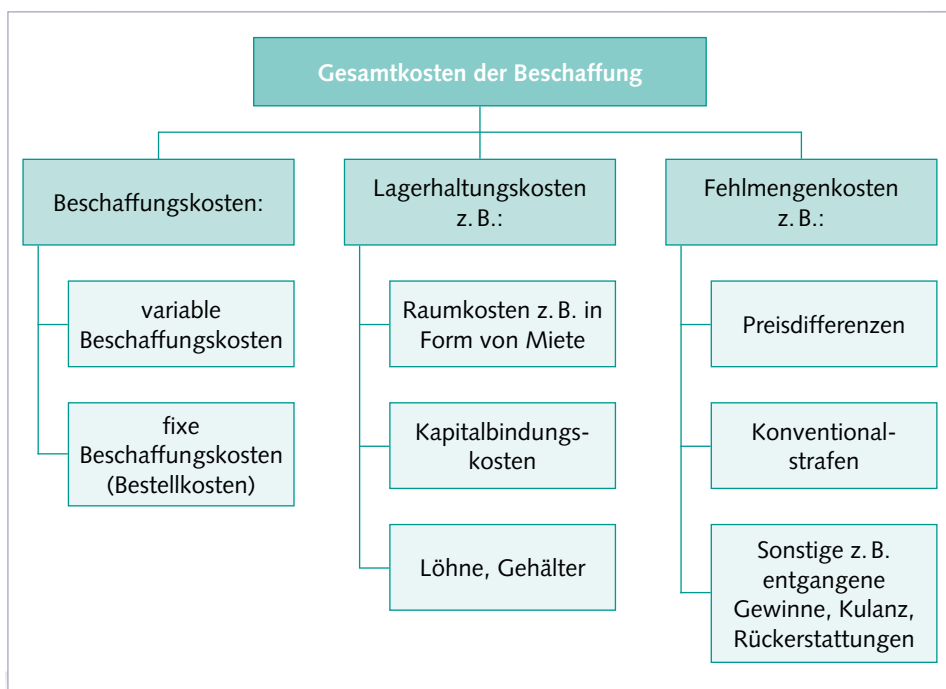 Gesamtkosten der Beschaffung
Beschaffungskosten:
variable
Beschaffungskosten
fixe
Beschaffungskosten
(Bestellkosten)
Lagerhaltungskosten
z. B.:
Raumkosten z. B. in
Form von Miete
Kapitalbindungs-
kosten
Löhne, Gehälter
Fehlmengenkosten
z. B.:
Preisdifferenzen
Konventional-
strafen
Sonstige z. B.
entgangene
Gewinne, Kulanz,
Rückerstattungen